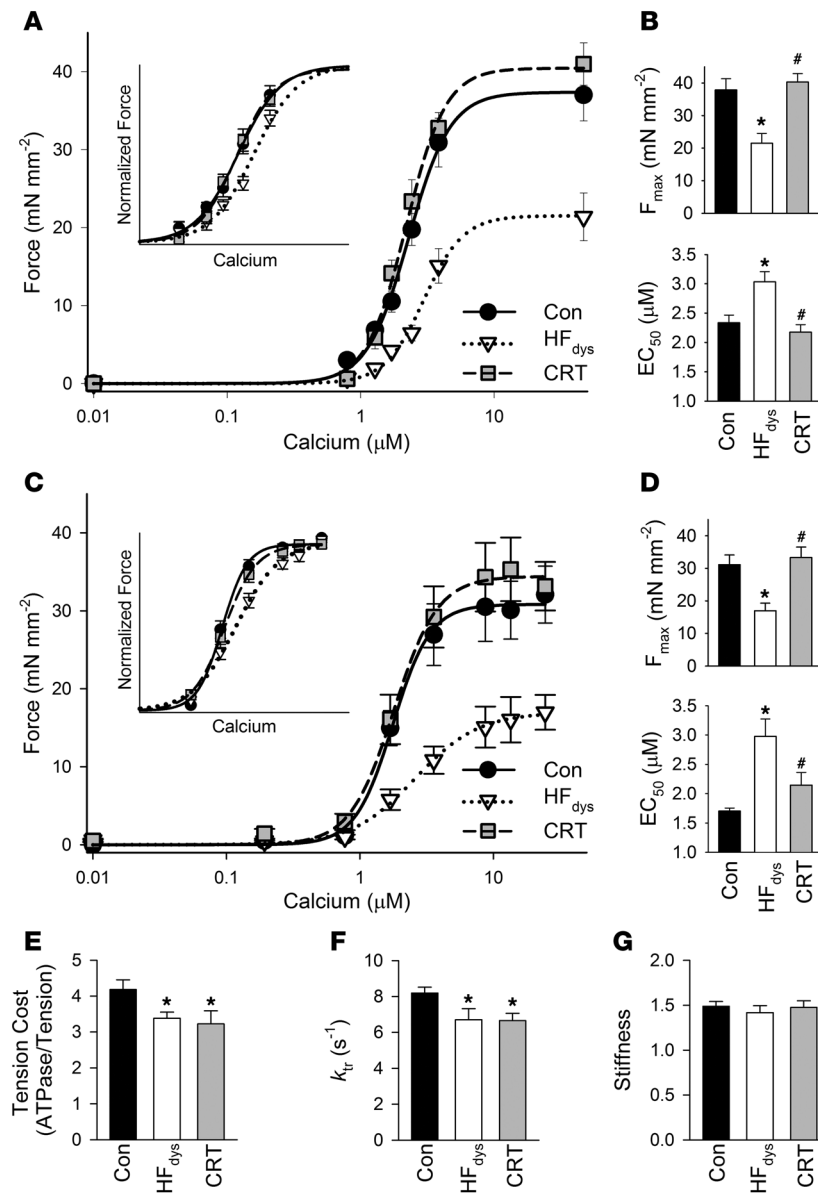 A
Force (mN mm⁻²)
40
30
20
10
0
0.01
0.1
1
10
Calcium (μM)
Normalized Force
Calcium
Con
HFdys
CRT
B
Fmax (mN mm⁻²)
40
30
20
10
0
*
#
EC50 (μM)
3.5
3.0
2.5
2.0
1.5
1.0
*
#
Con
HFdys
CRT
C
Force (mN mm⁻²)
40
30
20
10
0
0.01
0.1
1
10
Calcium (μM)
Normalized Force
Calcium
Con
HFdys
CRT
D
Fmax (mN mm⁻²)
40
30
20
10
0
*
#
EC50 (μM)
3.5
3.0
2.5
2.0
1.5
1.0
*
#
Con
HFdys
CRT
E
Tension Cost
(ATPase/Tension)
5
4
3
2
1
0
*
*
Con
HFdys
CRT
F
ktr (s⁻¹)
10
8
6
4
2
0
*
*
Con
HFdys
CRT
G
Stiffness
2.0
1.5
1.0
0.5
0.0
Con
HFdys
CRT